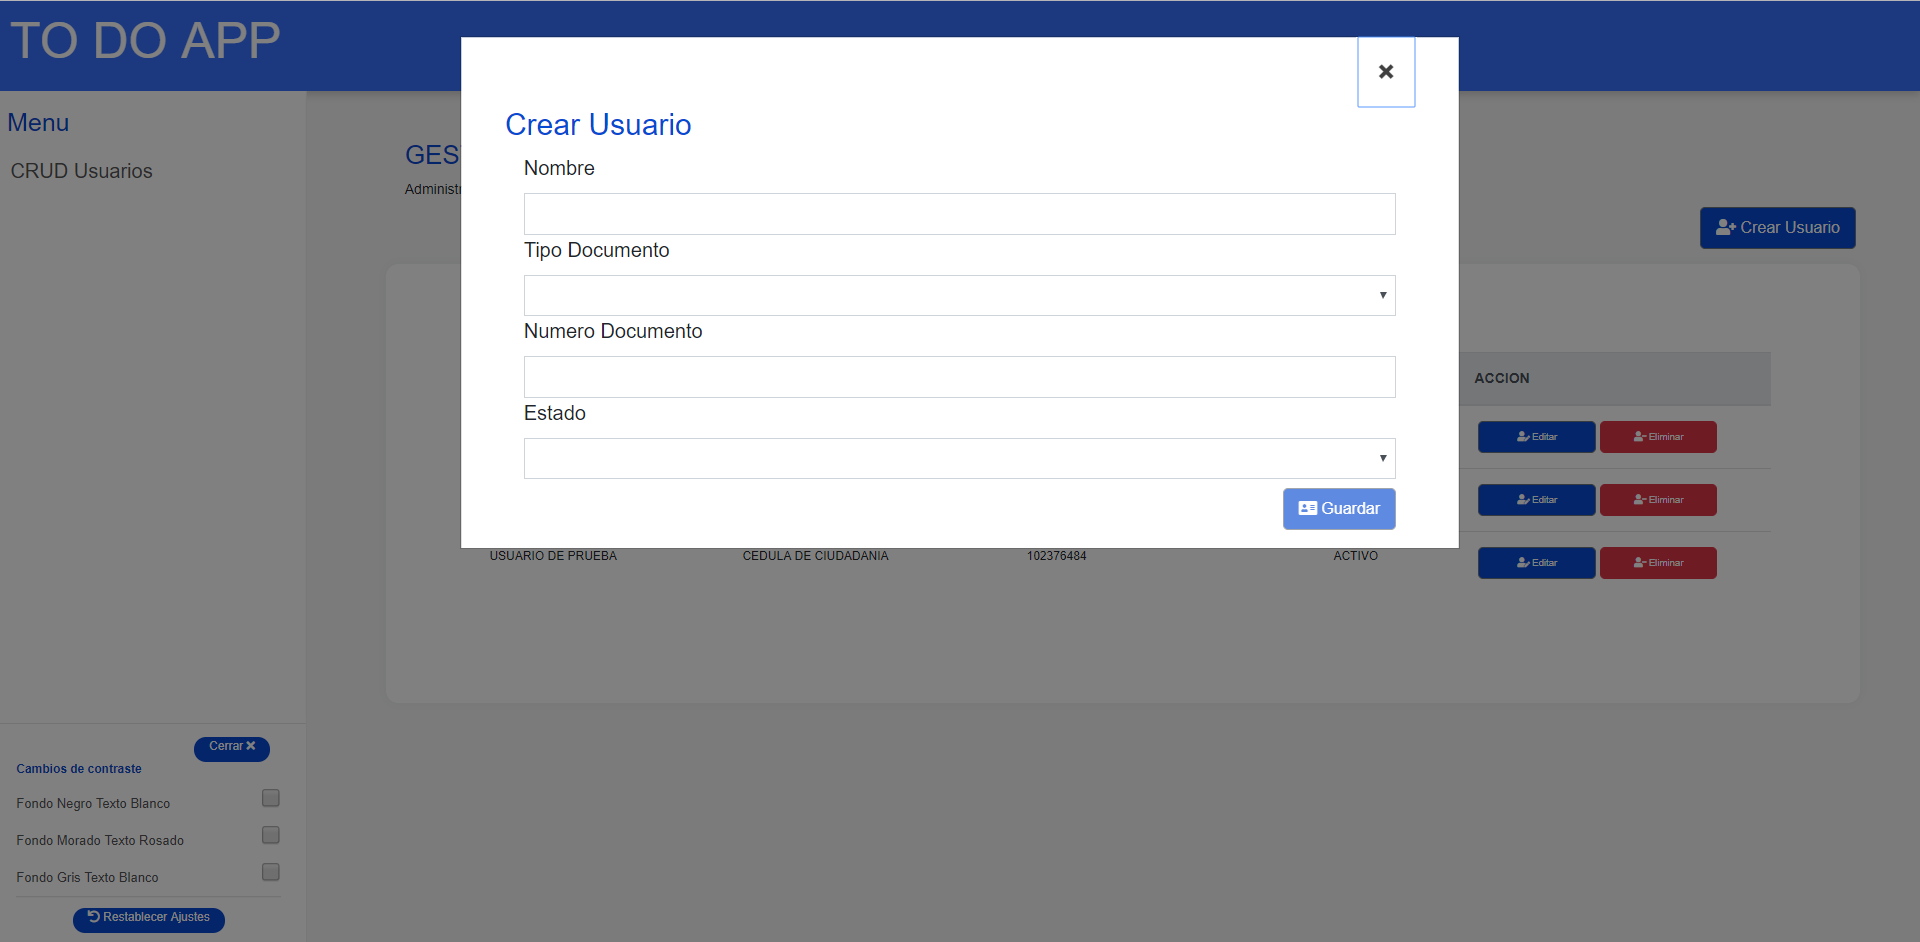 TO DO APP
Menu
CRUD Usuarios
GES
Administr
Crear Usuario
Crear Usuario
Nombre
Tipo Documento
Numero Documento
Estado
Guardar
ACCION
Editar Eliminar
Editar Eliminar
USUARIO DE PRUEBA CEDULA DE CIUDADANIA 102376484 ACTIVO Editar Eliminar
Cerrar
Cambios de contraste
Fondo Negro Texto Blanco
Fondo Morado Texto Rosado
Fondo Gris Texto Blanco
Restablecer Ajustes